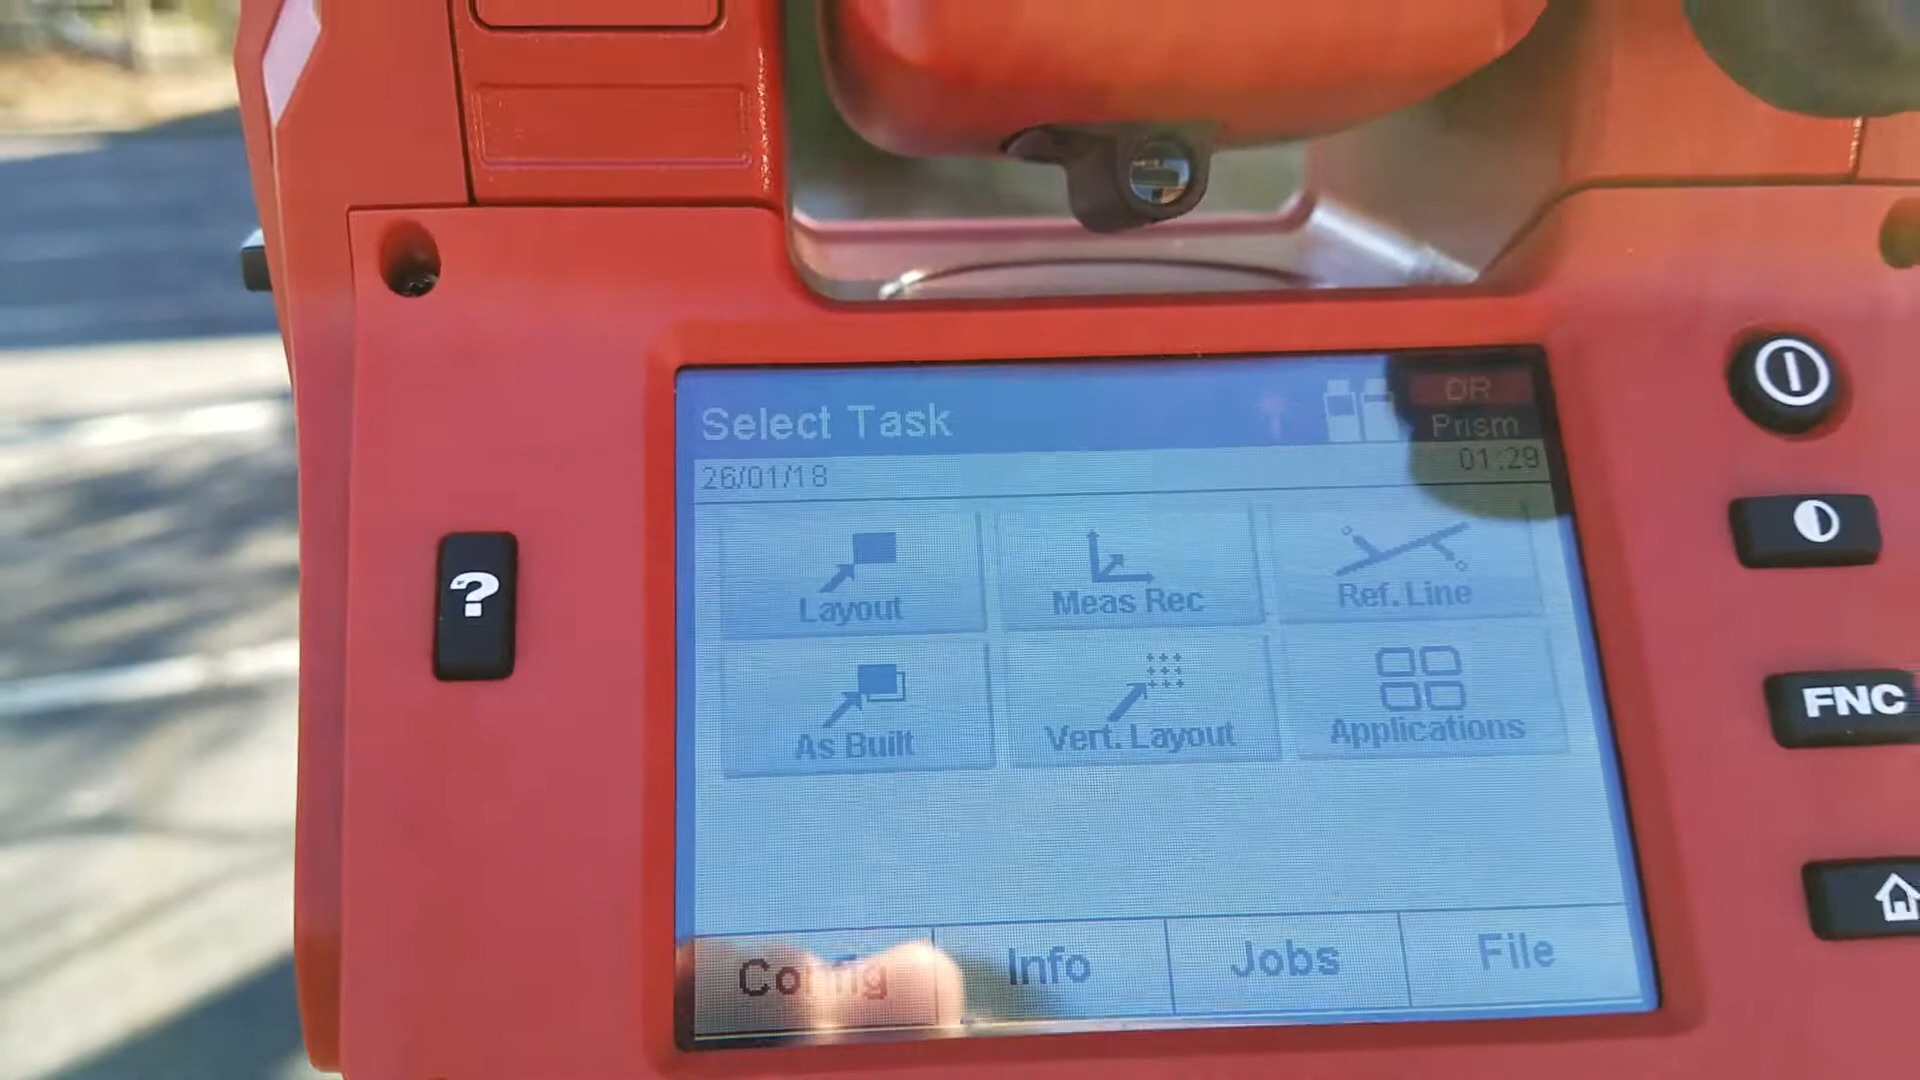 Select Task
DR
Prism
26/01/18
01:29
Layout
Meas Rec
Ref. Line
As Built
Vert. Layout
Applications
Config
Info
Jobs
File
?
FNC